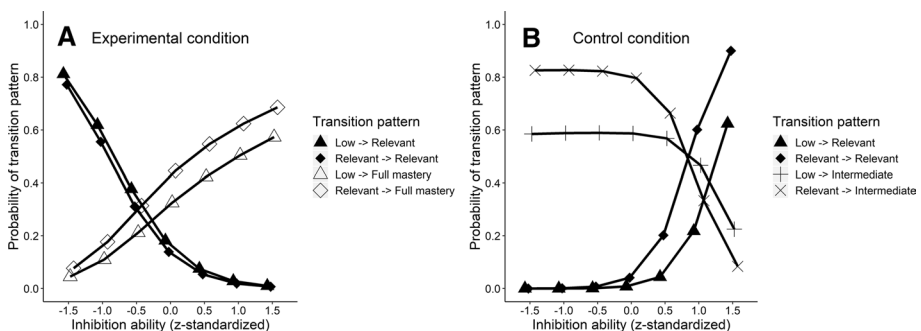 A Experimental condition
Probability of transition pattern
1.0
0.8
0.6
0.4
0.2
0.0
-1.5 -1.0 -0.5 0.0 0.5 1.0 1.5
Inhibition ability (z-standardized)
Transition pattern
Low -> Relevant
Relevant -> Relevant
Low -> Full mastery
Relevant -> Full mastery
B Control condition
Probability of transition pattern
1.0
0.8
0.6
0.4
0.2
0.0
-1.5 -1.0 -0.5 0.0 0.5 1.0 1.5
Inhibition ability (z-standardized)
Transition pattern
Low -> Relevant
Relevant -> Relevant
Low -> Intermediate
Relevant -> Intermediate